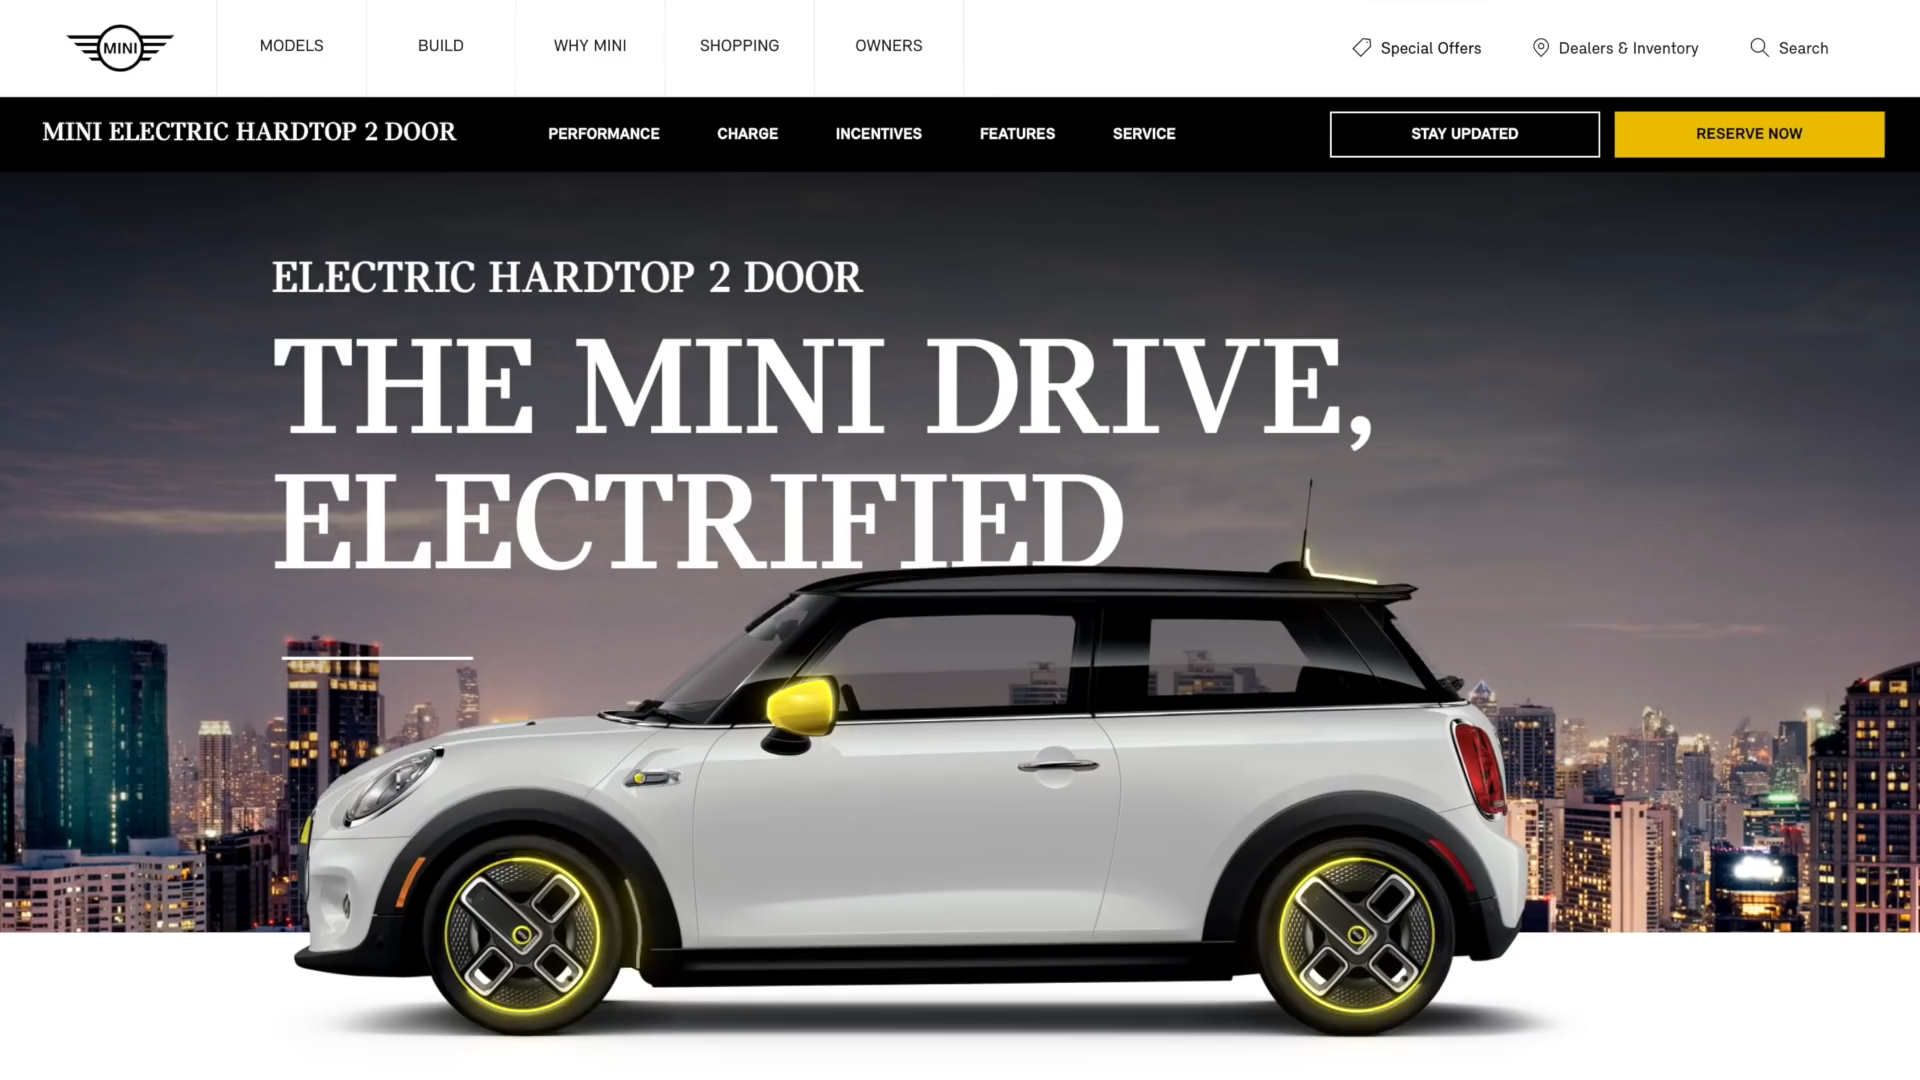 MINI
MODELS
BUILD
WHY MINI
SHOPPING
OWNERS
Special Offers
Dealers & Inventory
Search
MINI ELECTRIC HARDTOP 2 DOOR
PERFORMANCE
CHARGE
INCENTIVES
FEATURES
SERVICE
STAY UPDATED
RESERVE NOW
ELECTRIC HARDTOP 2 DOOR
THE MINI DRIVE,
ELECTRIFIED